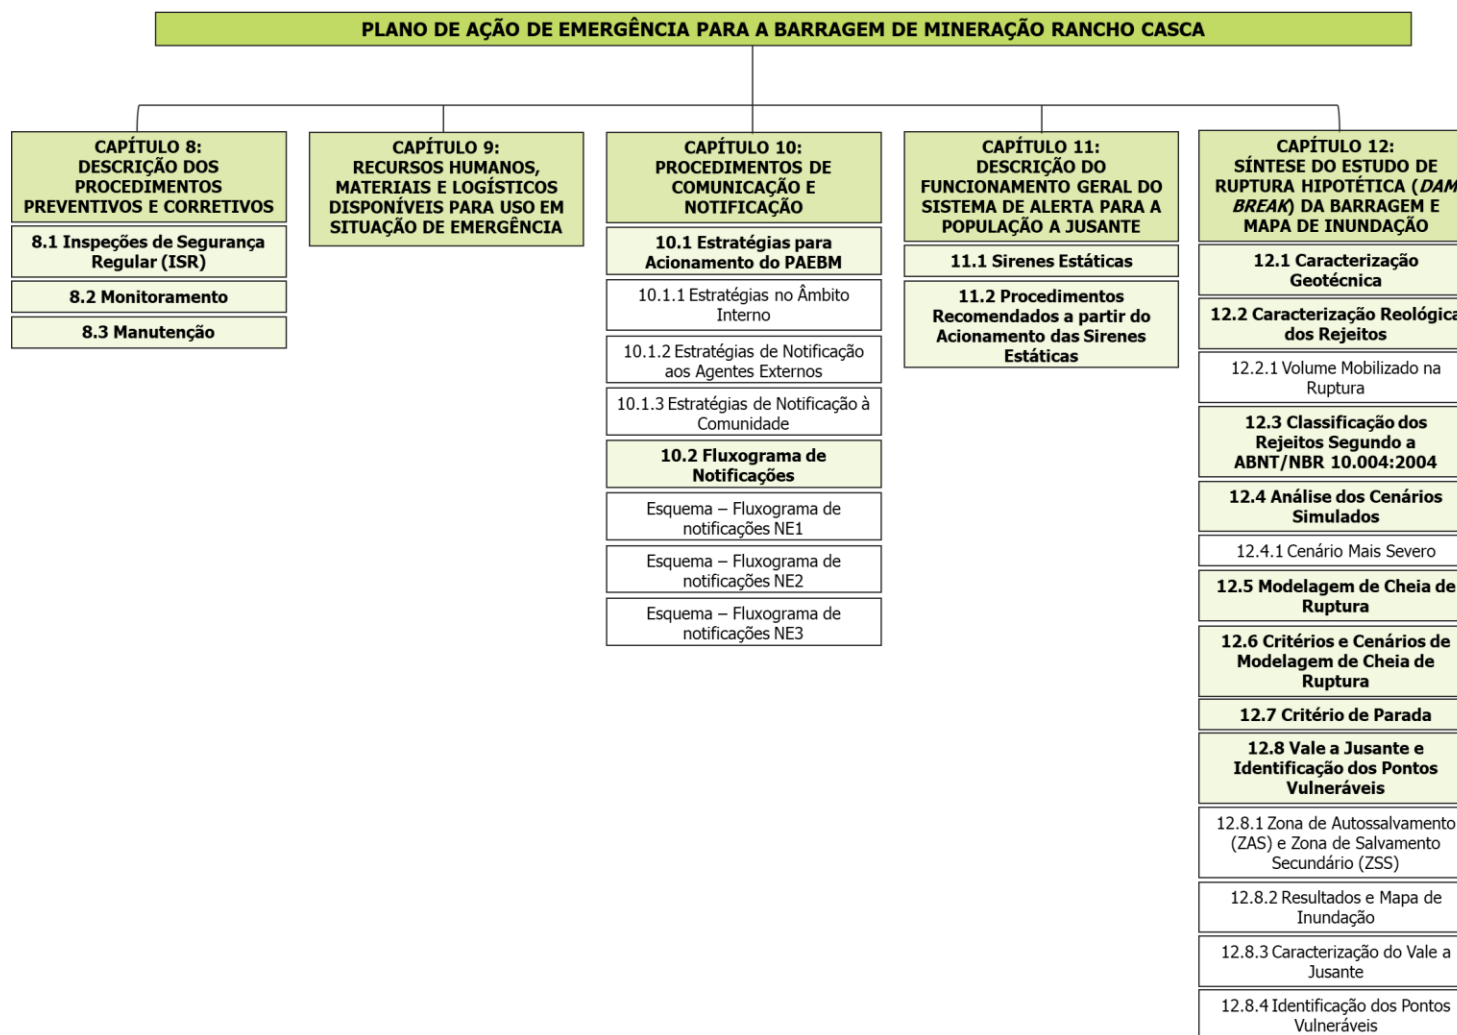 PLANO DE AÇÃO DE EMERGÊNCIA PARA A BARRAGEM DE MINERAÇÃO RANCHO CASCA
CAPÍTULO 8:
DESCRIÇÃO DOS
PROCEDIMENTOS
PREVENTIVOS E CORRETIVOS
8.1 Inspeções de Segurança
Regular (ISR)
8.2 Monitoramento
8.3 Manutenção
CAPÍTULO 9:
RECURSOS HUMANOS,
MATERIAIS E LOGÍSTICOS
DISPONÍVEIS PARA USO EM
SITUAÇÃO DE EMERGÊNCIA
CAPÍTULO 10:
PROCEDIMENTOS DE
COMUNICAÇÃO E
NOTIFICAÇÃO
10.1 Estratégias para
Acionamento do PAEBM
10.1.1 Estratégias no Âmbito
Interno
10.1.2 Estratégias de Notificação
aos Agentes Externos
10.1.3 Estratégias de Notificação à
Comunidade
10.2 Fluxograma de
Notificações
Esquema – Fluxograma de
notificações NE1
Esquema – Fluxograma de
notificações NE2
Esquema – Fluxograma de
notificações NE3
CAPÍTULO 11:
DESCRIÇÃO DO
FUNCIONAMENTO GERAL DO
SISTEMA DE ALERTA PARA A
POPULAÇÃO A JUSANTE
11.1 Sirenes Estáticas
11.2 Procedimentos
Recomendados a partir do
Acionamento das Sirenes
Estáticas
CAPÍTULO 12:
SÍNTESE DO ESTUDO DE
RUPTURA HIPOTÉTICA (DAM
BREAK) DA BARRAGEM E
MAPA DE INUNDAÇÃO
12.1 Caracterização
Geotécnica
12.2 Caracterização Reológica
dos Rejeitos
12.2.1 Volume Mobilizado na
Ruptura
12.3 Classificação dos
Rejeitos Segundo a
ABNT/NBR 10.004:2004
12.4 Análise dos Cenários
Simulados
12.4.1 Cenário Mais Severo
12.5 Modelagem de Cheia de
Ruptura
12.6 Critérios e Cenários de
Modelagem de Cheia de
Ruptura
12.7 Critério de Parada
12.8 Vale a Jusante e
Identificação dos Pontos
Vulneráveis
12.8.1 Zona de Autossalvamento
(ZAS) e Zona de Salvamento
Secundário (ZSS)
12.8.2 Resultados e Mapa de
Inundação
12.8.3 Caracterização do Vale a
Jusante
12.8.4 Identificação dos Pontos
Vulneráveis